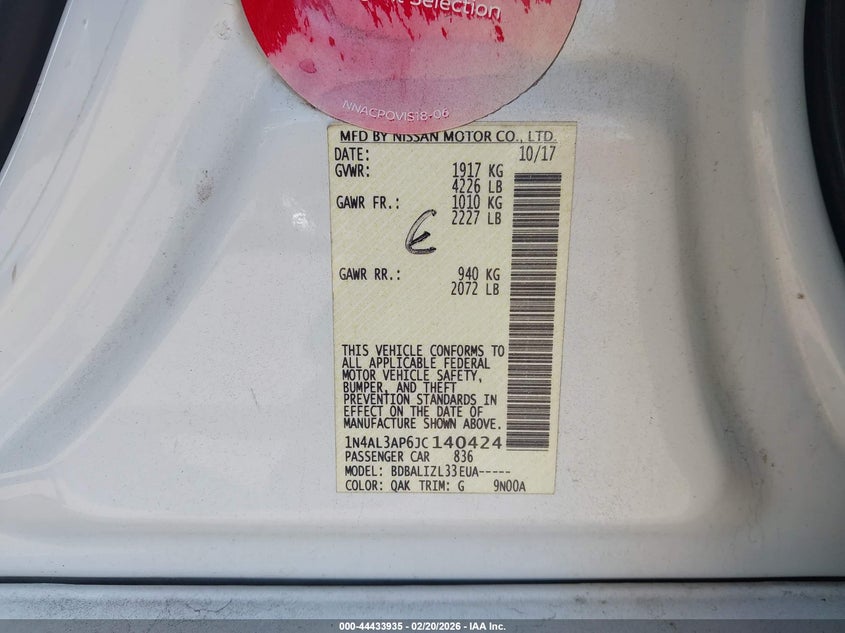 Selection
NNACPOVIS18-06
MFD BY NISSAN MOTOR CO., LTD.
DATE: 10/17
GVWR: 1917 KG
4226 LB
GAWR FR.: 1010 KG
2227 LB
GAWR RR.: 940 KG
2072 LB
THIS VEHICLE CONFORMS TO
ALL APPLICABLE FEDERAL
MOTOR VEHICLE SAFETY,
BUMPER, AND THEFT
PREVENTION STANDARDS IN
EFFECT ON THE DATE OF
MANUFACTURE SHOWN ABOVE.
1N4AL3AP6JC140424
PASSENGER CAR 836
MODEL: BDBALIZL33EUA-----
COLOR: QAK TRIM: G 9N00A
000-44433935 | 02/20/2026 - IAA Inc.